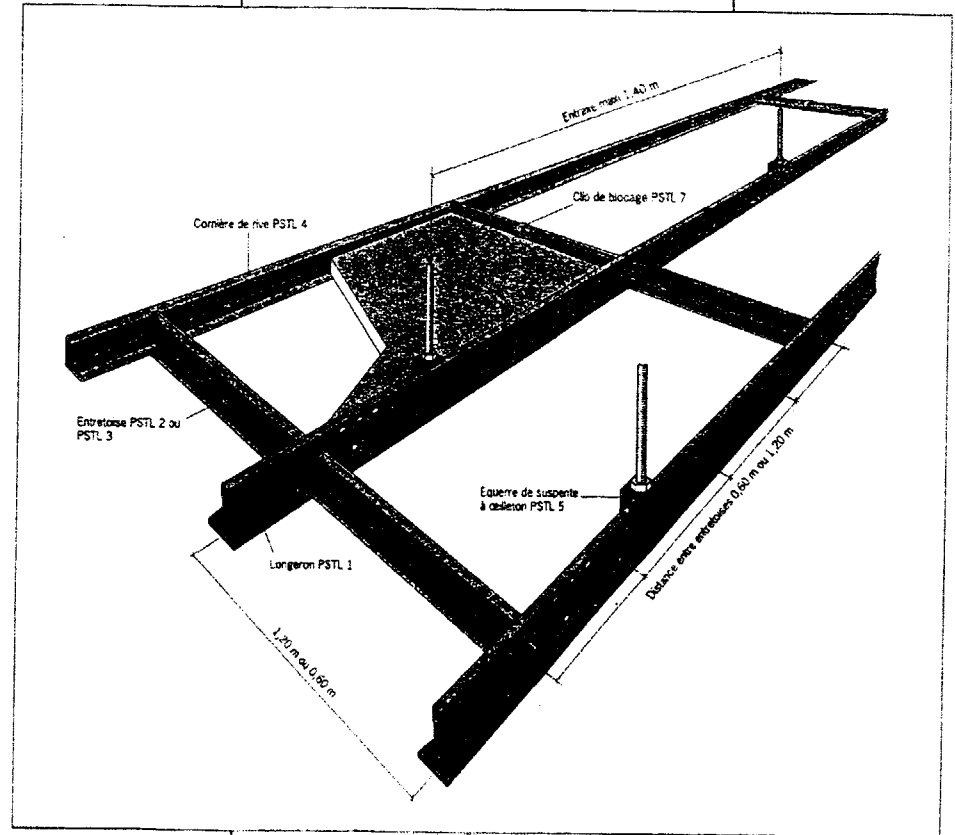 Entraxe maxi 1,40 m
Clip de blocage PSTL 7
Cornière de rive PSTL 4
Entretoise PSTL 2 ou
PSTL 3
Equerre de suspente
à œilleton PSTL 5
Longeron PSTL 1
Distance entre entretoises 0,60 m ou 1,20 m
1,20 m ou 0,60 m